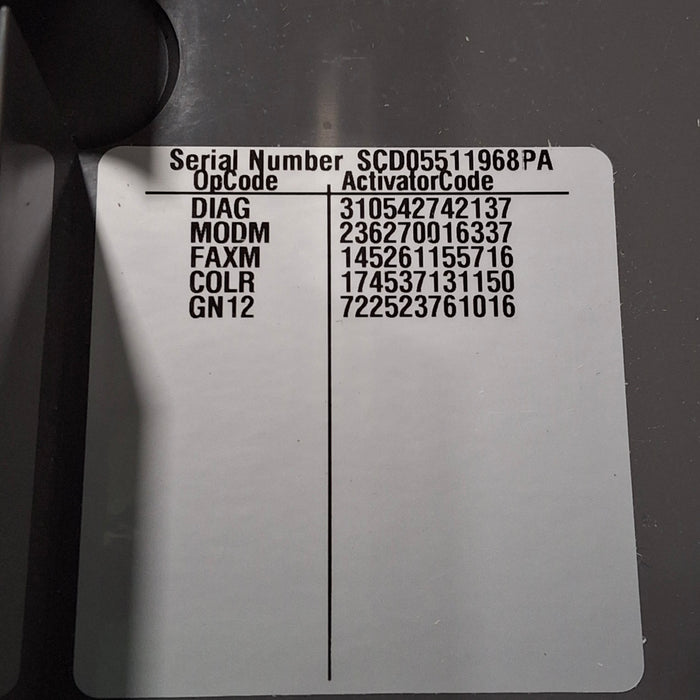 Serial Number SCD05511968PA
OpCode ActivatorCode
DIAG 310542742137
MODM 236270016337
FAXM 145261155716
COLR 174537131150
GN12 722523761016